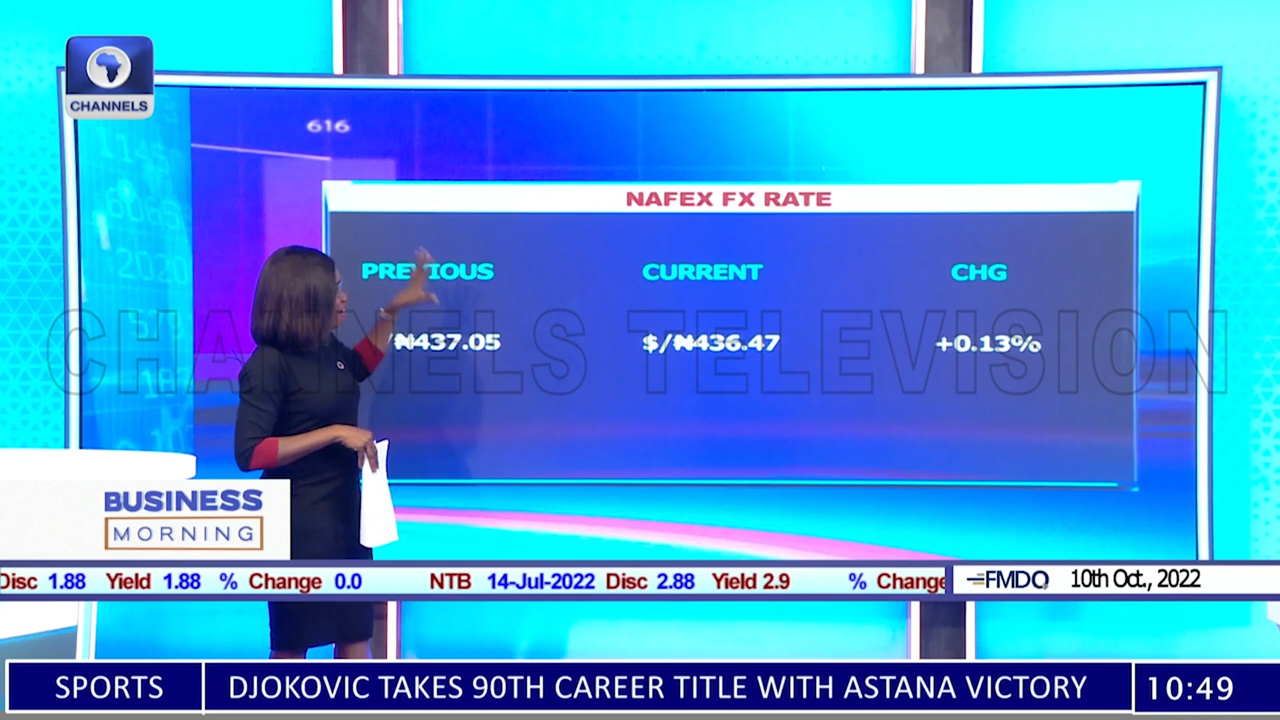 CHANNELS
616
2020
NAFEX FX RATE
PREVIOUS CURRENT CHG
/₦437.05 $/₦436.47 +0.13%
CHANNELS TELEVISION
BUSINESS
MORNING
Disc 1.88 Yield 1.88 % Change 0.0 NTB 14-Jul-2022 Disc 2.88 Yield 2.9 % Change
FMDQ 10th Oct., 2022
SPORTS DJOKOVIC TAKES 90TH CAREER TITLE WITH ASTANA VICTORY 10:49